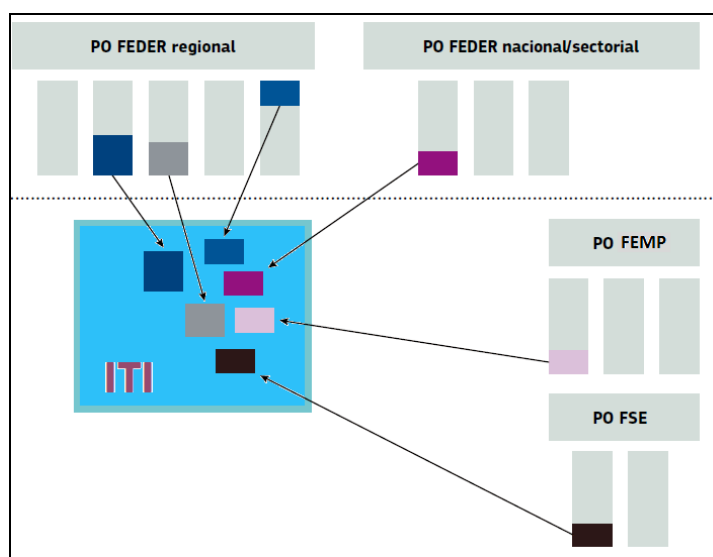 PO FEDER regional
PO FEDER nacional/sectorial
PO FEMP
ITI
PO FSE